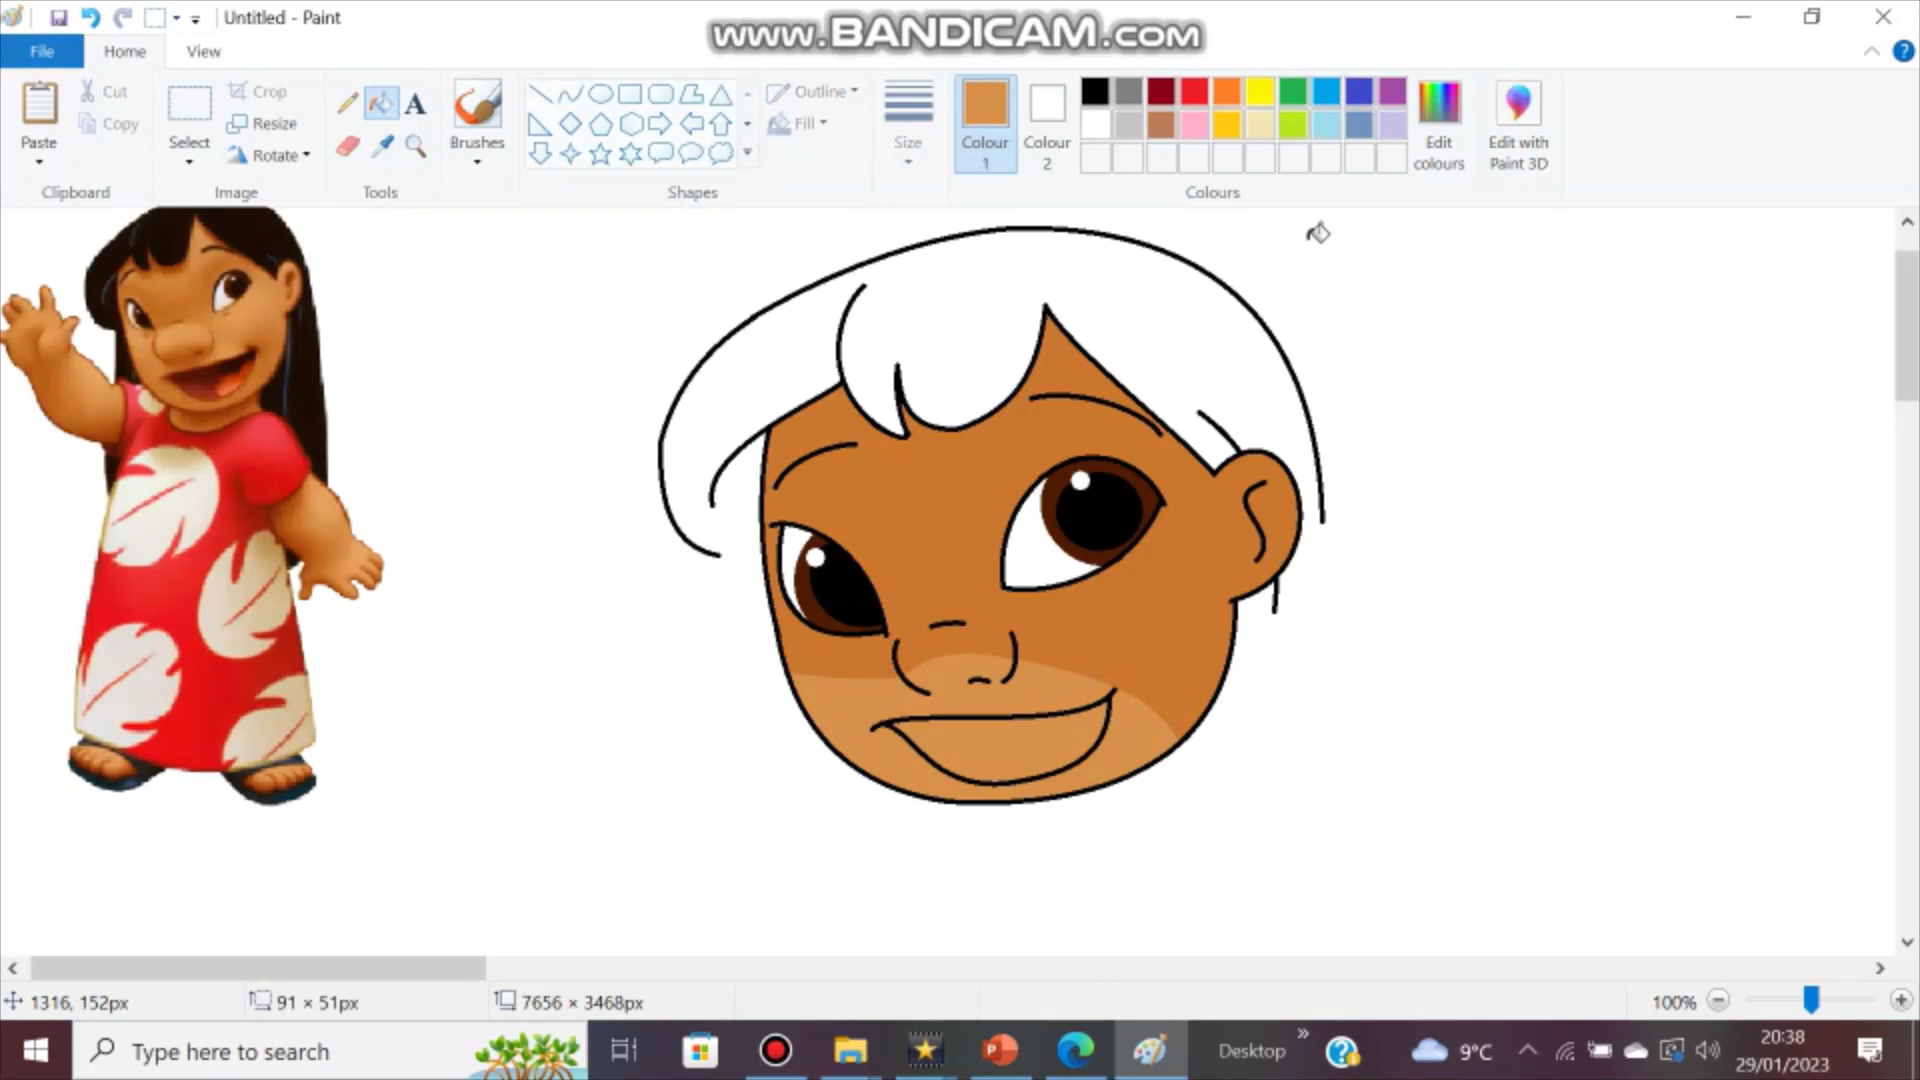 Untitled - Paint
www.BANDICAM.com
File
Home
View
?
Paste
Cut
Copy
Clipboard
Select
Crop
Resize
Rotate
Image
A
Tools
Brushes
Outline
Fill
Shapes
Size
Colour
1
Colour
2
Edit
colours
Edit with
Paint 3D
Colours
1316, 152px
91 × 51px
7656 × 3468px
100%
Type here to search
P
Desktop
9°C
20:38
29/01/2023